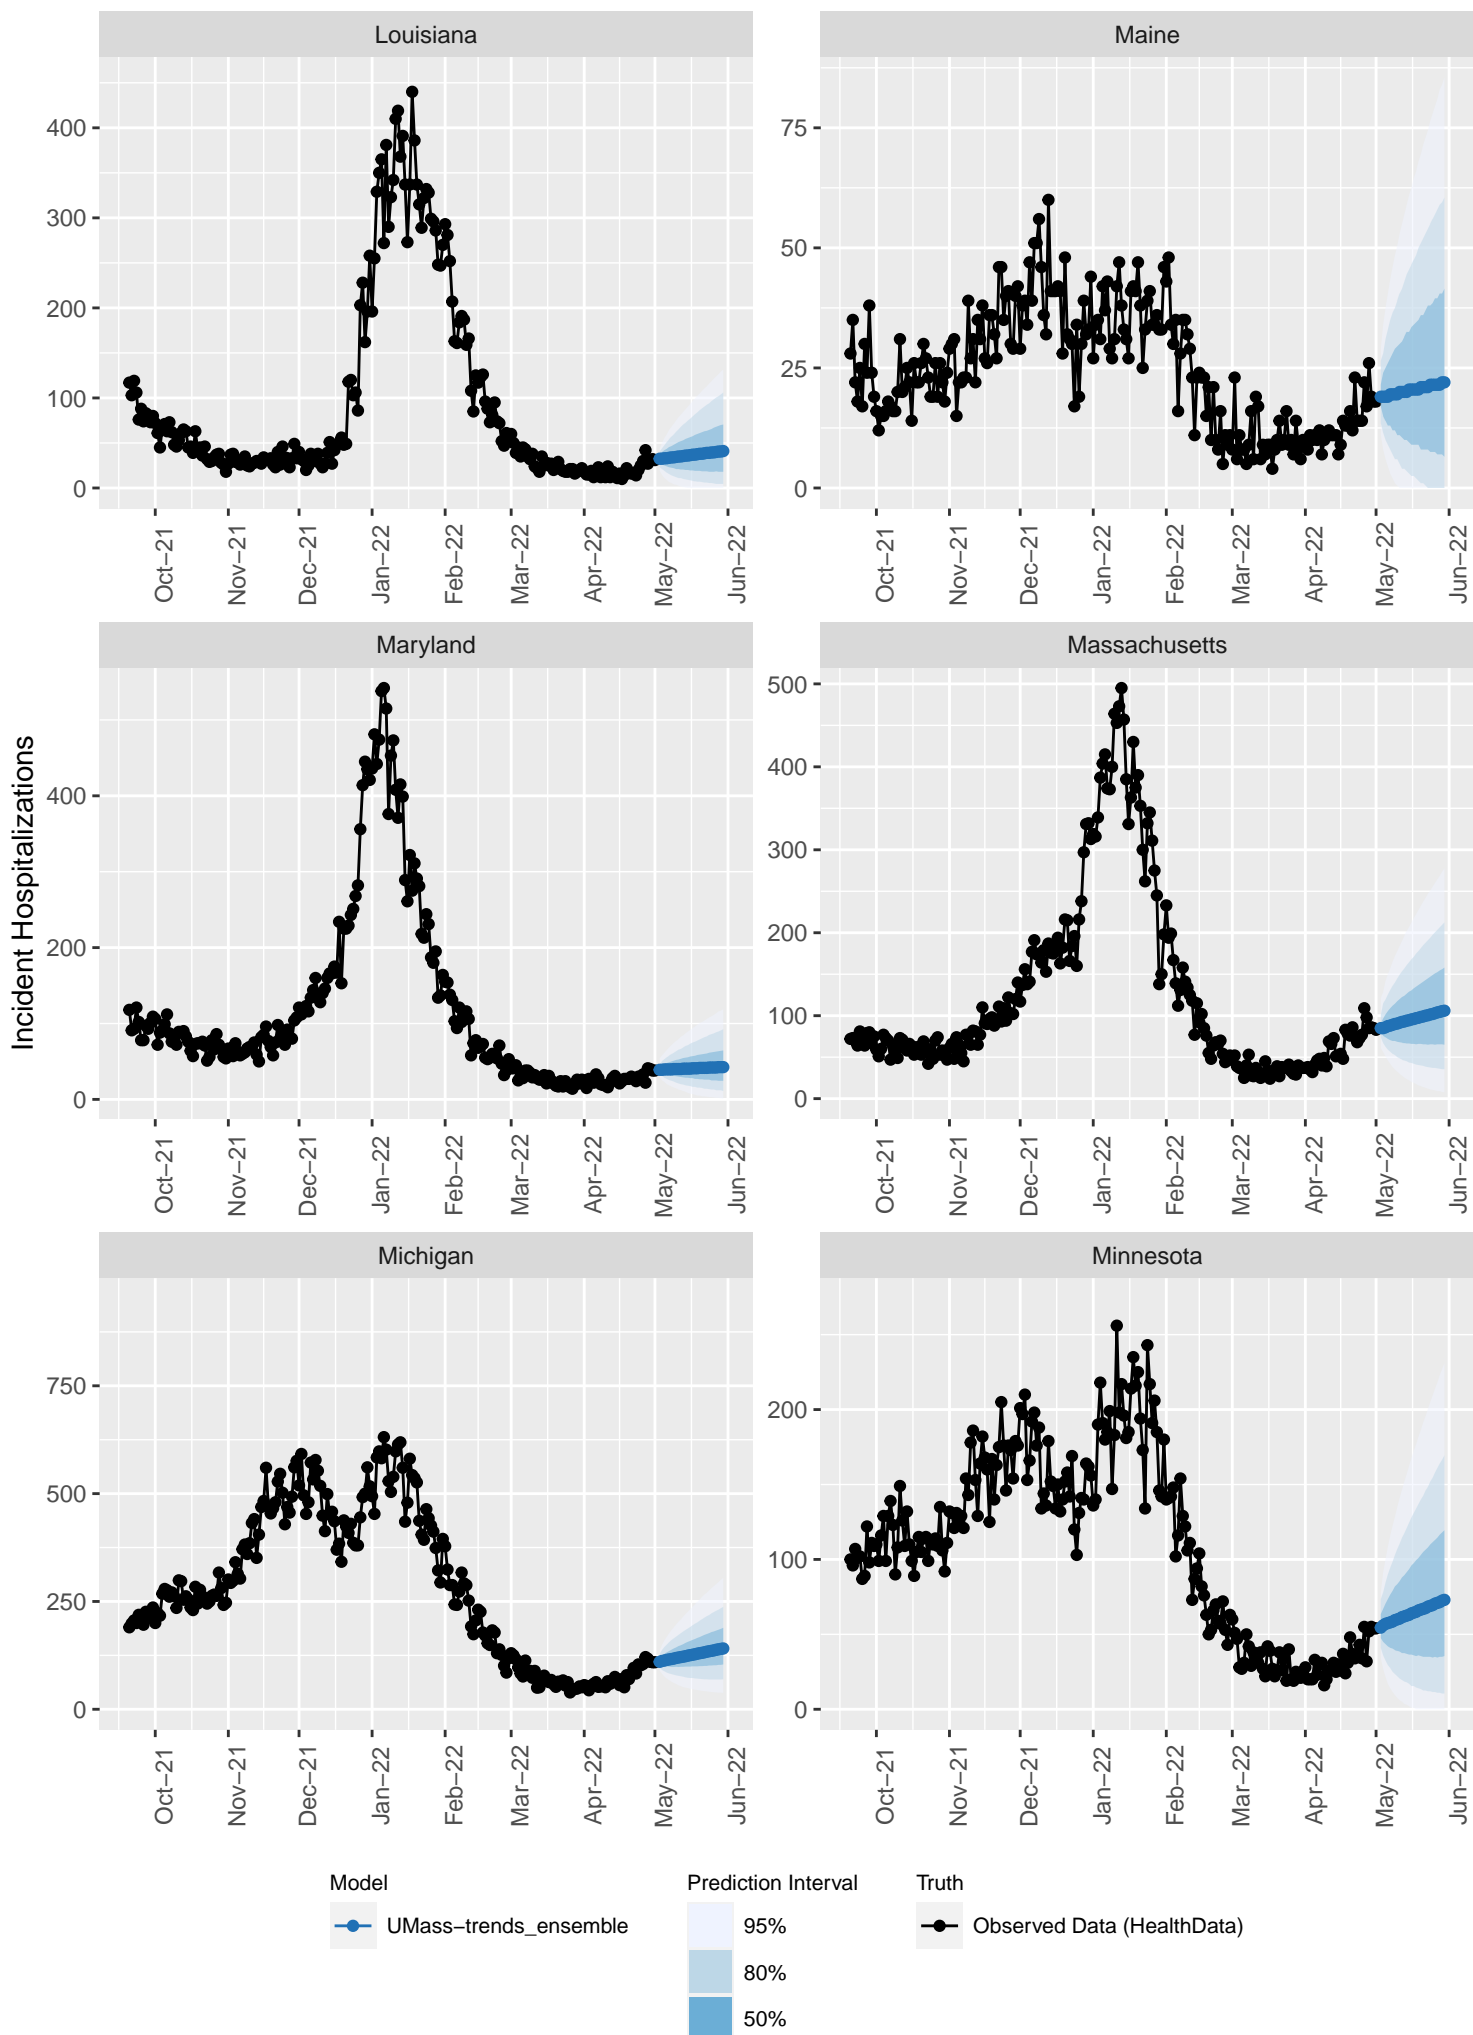 Louisiana
Maine
400
300
200
100
0
75
50
25
0
Oct−21
Nov−21
Dec−21
Jan−22
Feb−22
Mar−22
Apr−22
May−22
Jun−22
Oct−21
Nov−21
Dec−21
Jan−22
Feb−22
Mar−22
Apr−22
May−22
Jun−22
Maryland
Massachusetts
Incident Hospitalizations
400
200
0
500
400
300
200
100
0
Oct−21
Nov−21
Dec−21
Jan−22
Feb−22
Mar−22
Apr−22
May−22
Jun−22
Oct−21
Nov−21
Dec−21
Jan−22
Feb−22
Mar−22
Apr−22
May−22
Jun−22
Michigan
Minnesota
750
500
250
0
200
100
0
Oct−21
Nov−21
Dec−21
Jan−22
Feb−22
Mar−22
Apr−22
May−22
Jun−22
Oct−21
Nov−21
Dec−21
Jan−22
Feb−22
Mar−22
Apr−22
May−22
Jun−22
Model
UMass−trends_ensemble
Prediction Interval
95%
80%
50%
Truth
Observed Data (HealthData)